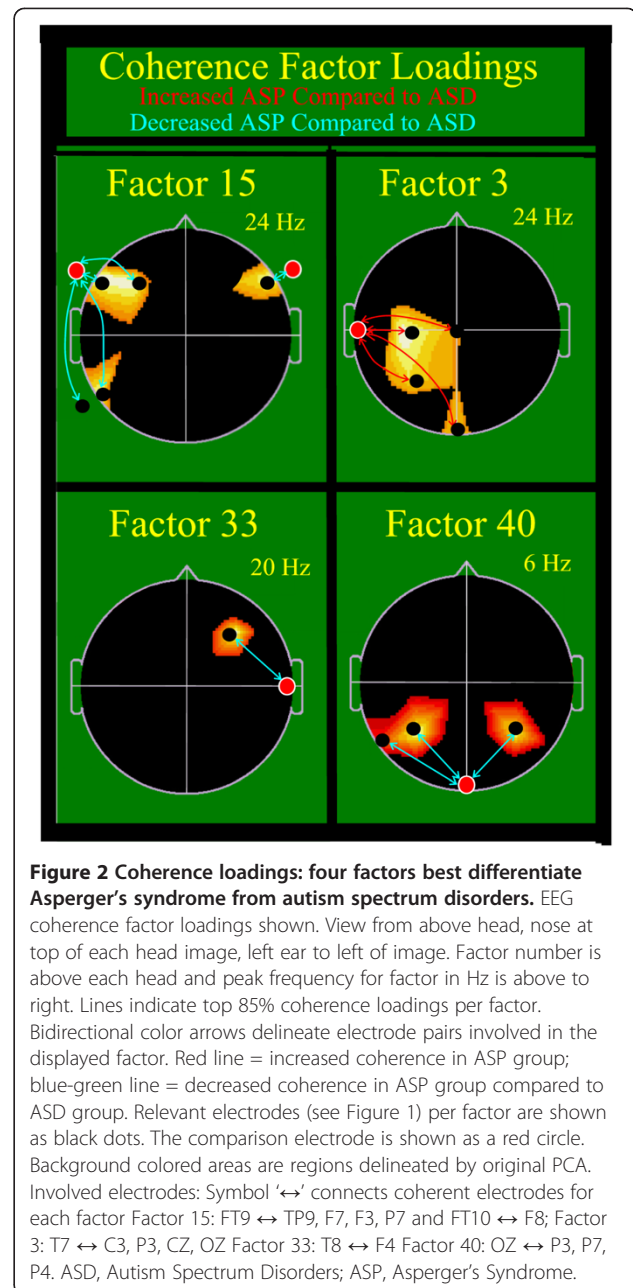 Coherence Factor Loadings
Increased ASP Compared to ASD
Decreased ASP Compared to ASD
Factor 15
24 Hz
Factor 3
24 Hz
Factor 33
20 Hz
Factor 40
6 Hz
Figure 2 Coherence loadings: four factors best differentiate
Asperger's syndrome from autism spectrum disorders. EEG
coherence factor loadings shown. View from above head, nose at
top of each head image, left ear to left of image. Factor number is
above each head and peak frequency for factor in Hz is above to
right. Lines indicate top 85% coherence loadings per factor.
Bidirectional color arrows delineate electrode pairs involved in the
displayed factor. Red line = increased coherence in ASP group;
blue-green line = decreased coherence in ASP group compared to
ASD group. Relevant electrodes (see Figure 1) per factor are shown
as black dots. The comparison electrode is shown as a red circle.
Background colored areas are regions delineated by original PCA.
Involved electrodes: Symbol '↔' connects coherent electrodes for
each factor Factor 15: FT9 ↔ TP9, F7, F3, P7 and FT10 ↔ F8; Factor
3: T7 ↔ C3, P3, CZ, OZ Factor 33: T8 ↔ F4 Factor 40: OZ ↔ P3, P7,
P4. ASD, Autism Spectrum Disorders; ASP, Asperger's Syndrome.